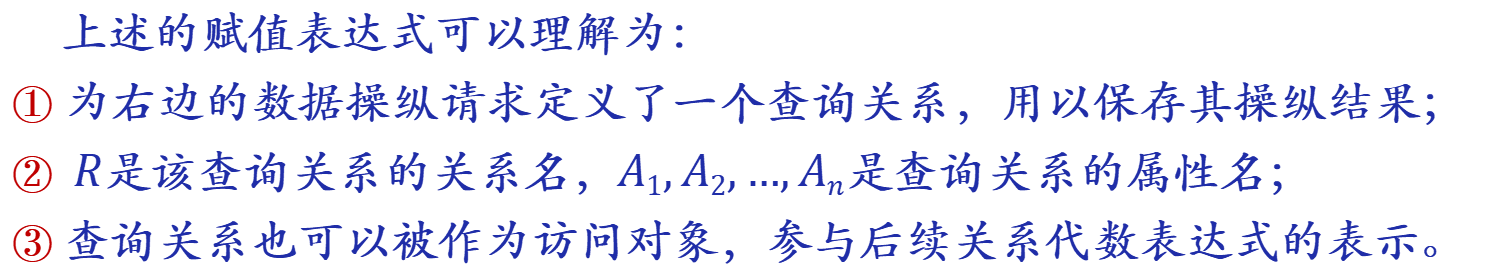 上述的赋值表达式可以理解为：
① 为右边的数据操纵请求定义了一个查询关系，用以保存其操纵结果；
② R是该查询关系的关系名，A₁, A₂, …, Aₙ是查询关系的属性名；
③ 查询关系也可以被作为访问对象，参与后续关系代数表达式的表示。